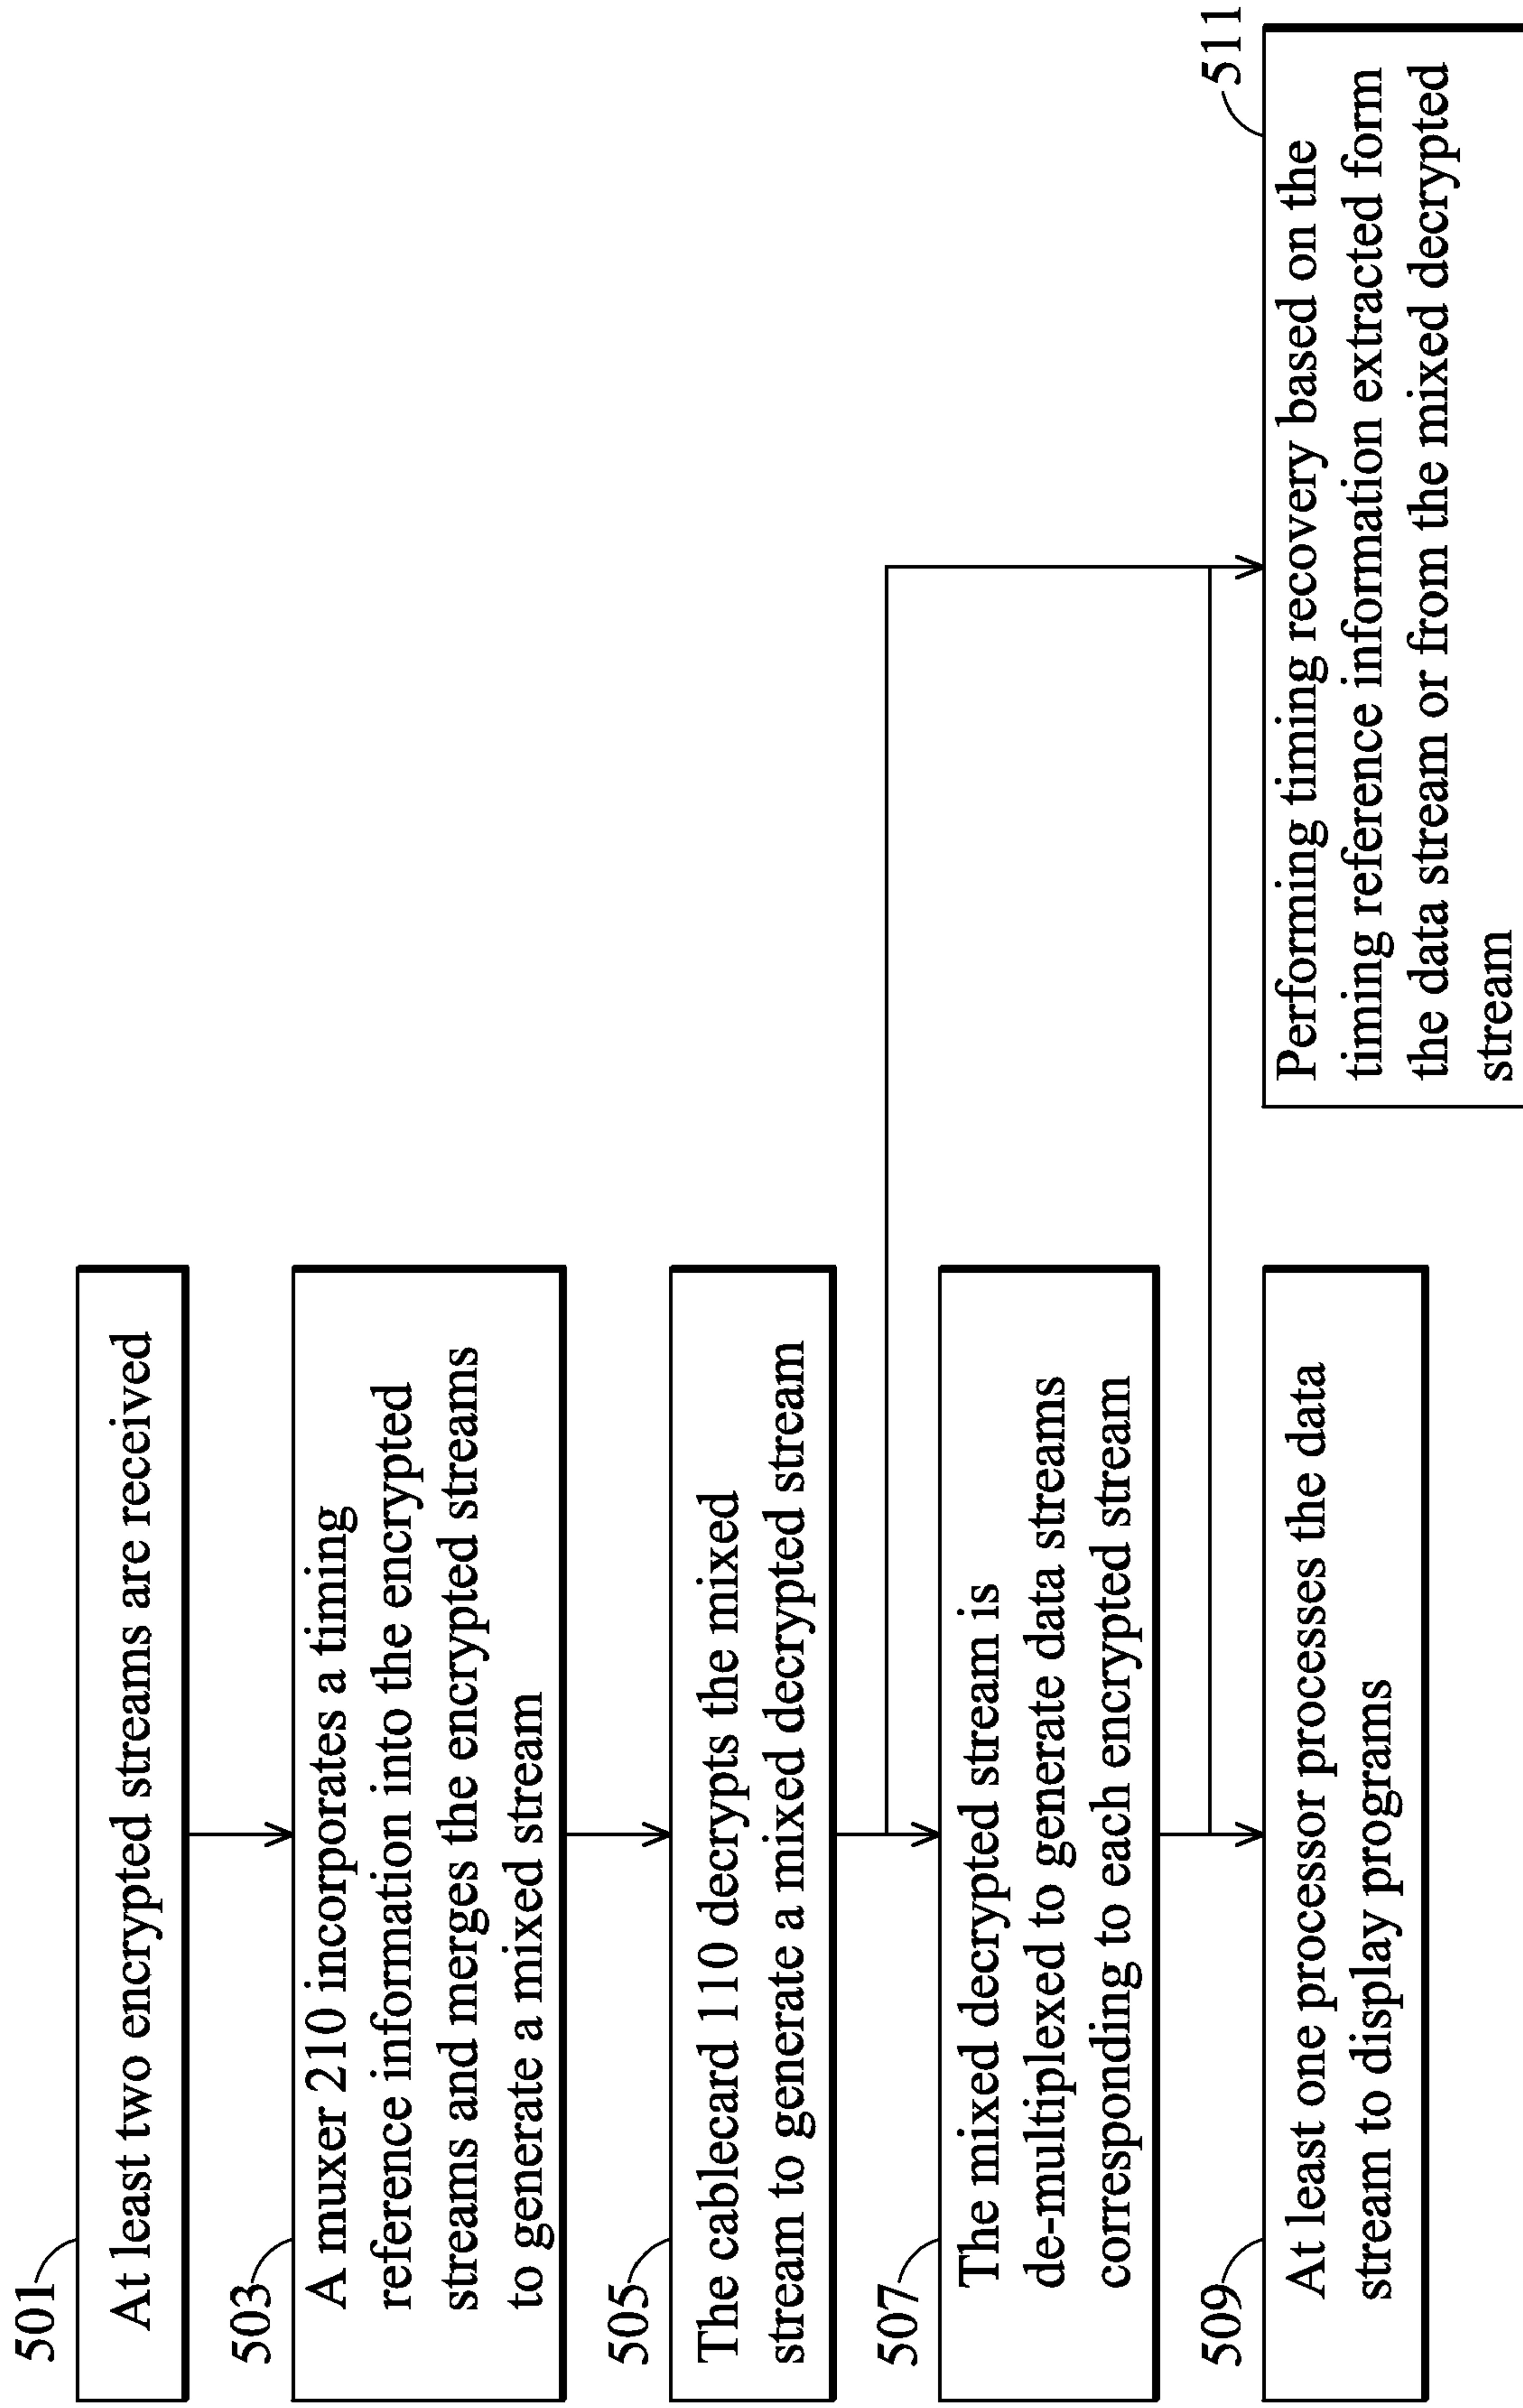 501
At least two encrypted streams are received
503
A muxer 210 incorporates a timing
reference information into the encrypted
streams and merges the encrypted streams
to generate a mixed stream
505
The cablecard 110 decrypts the mixed
stream to generate a mixed decrypted stream
507
The mixed decrypted stream is
de-multiplexed to generate data streams
corresponding to each encrypted stream
509
At least one processor processes the data
stream to display programs
511
Performing timing recovery based on the
timing reference information extracted form
the data stream or from the mixed decrypted
stream